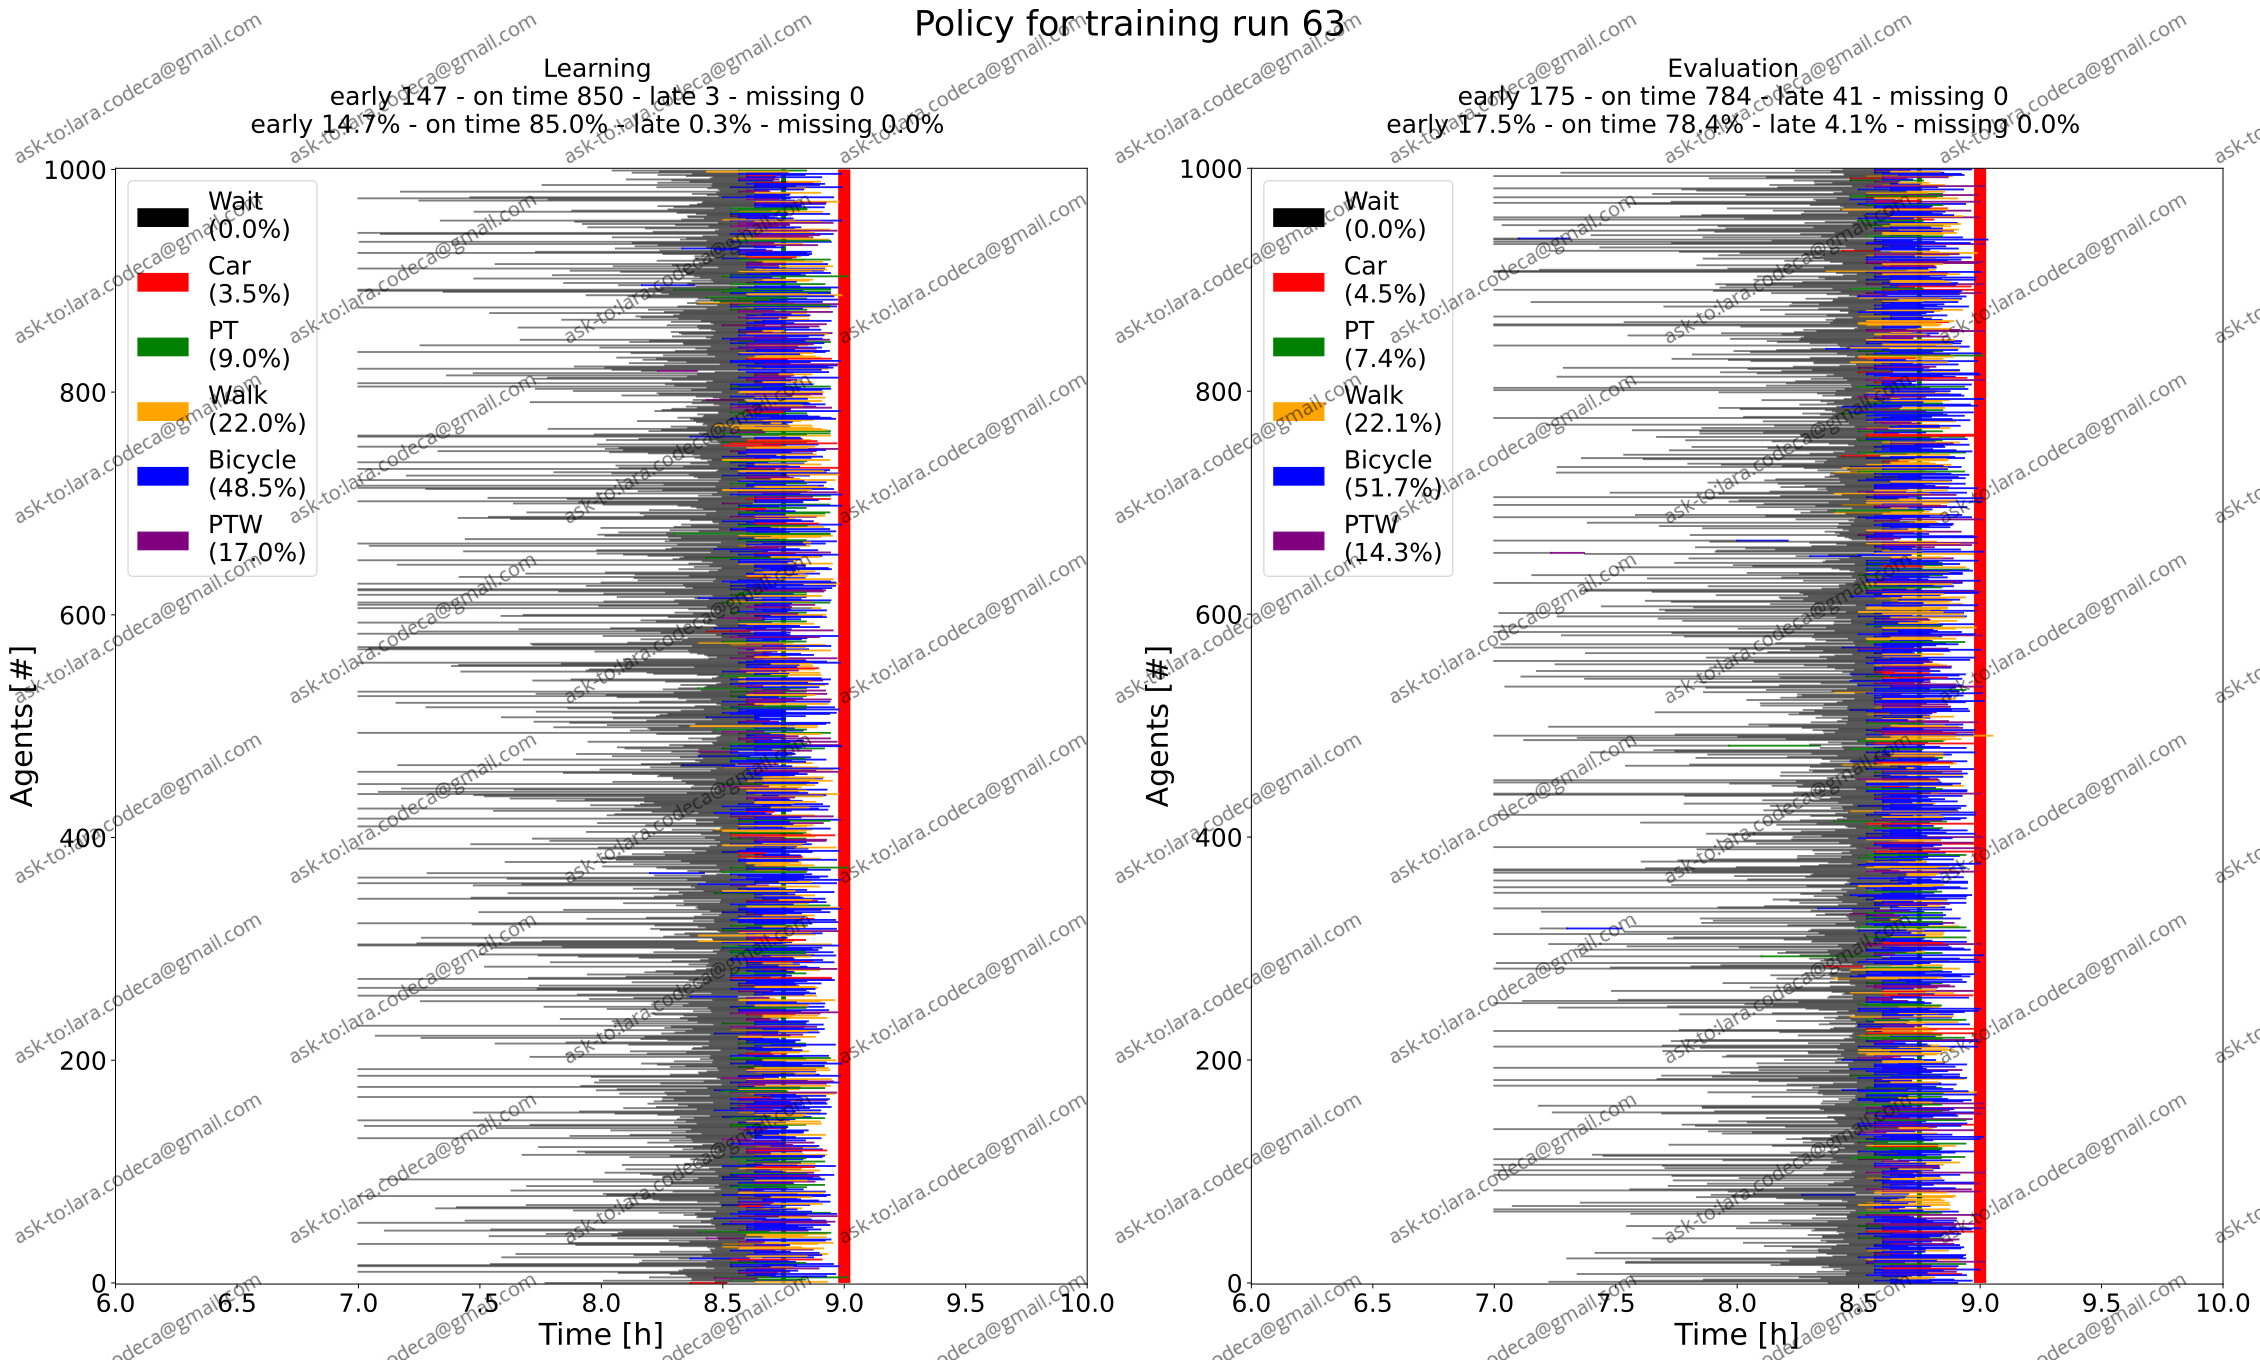 Policy for training run 63
Learning
early 147 - on time 850 - late 3 - missing 0
early 14.7% - on time 85.0% - late 0.3% - missing 0.0%
Agents [#]
1000
800
600
400
200
0
Wait
(0.0%)
Car
(3.5%)
PT
(9.0%)
Walk
(22.0%)
Bicycle
(48.5%)
PTW
(17.0%)
6.0 6.5 7.0 7.5 8.0 8.5 9.0 9.5 10.0
Time [h]
Evaluation
early 175 - on time 784 - late 41 - missing 0
early 17.5% - on time 78.4% - late 4.1% - missing 0.0%
Agents [#]
1000
800
600
400
200
0
Wait
(0.0%)
Car
(4.5%)
PT
(7.4%)
Walk
(22.1%)
Bicycle
(51.7%)
PTW
(14.3%)
6.0 6.5 7.0 7.5 8.0 8.5 9.0 9.5 10.0
Time [h]
ask-to:lara.codeca@gmail.com